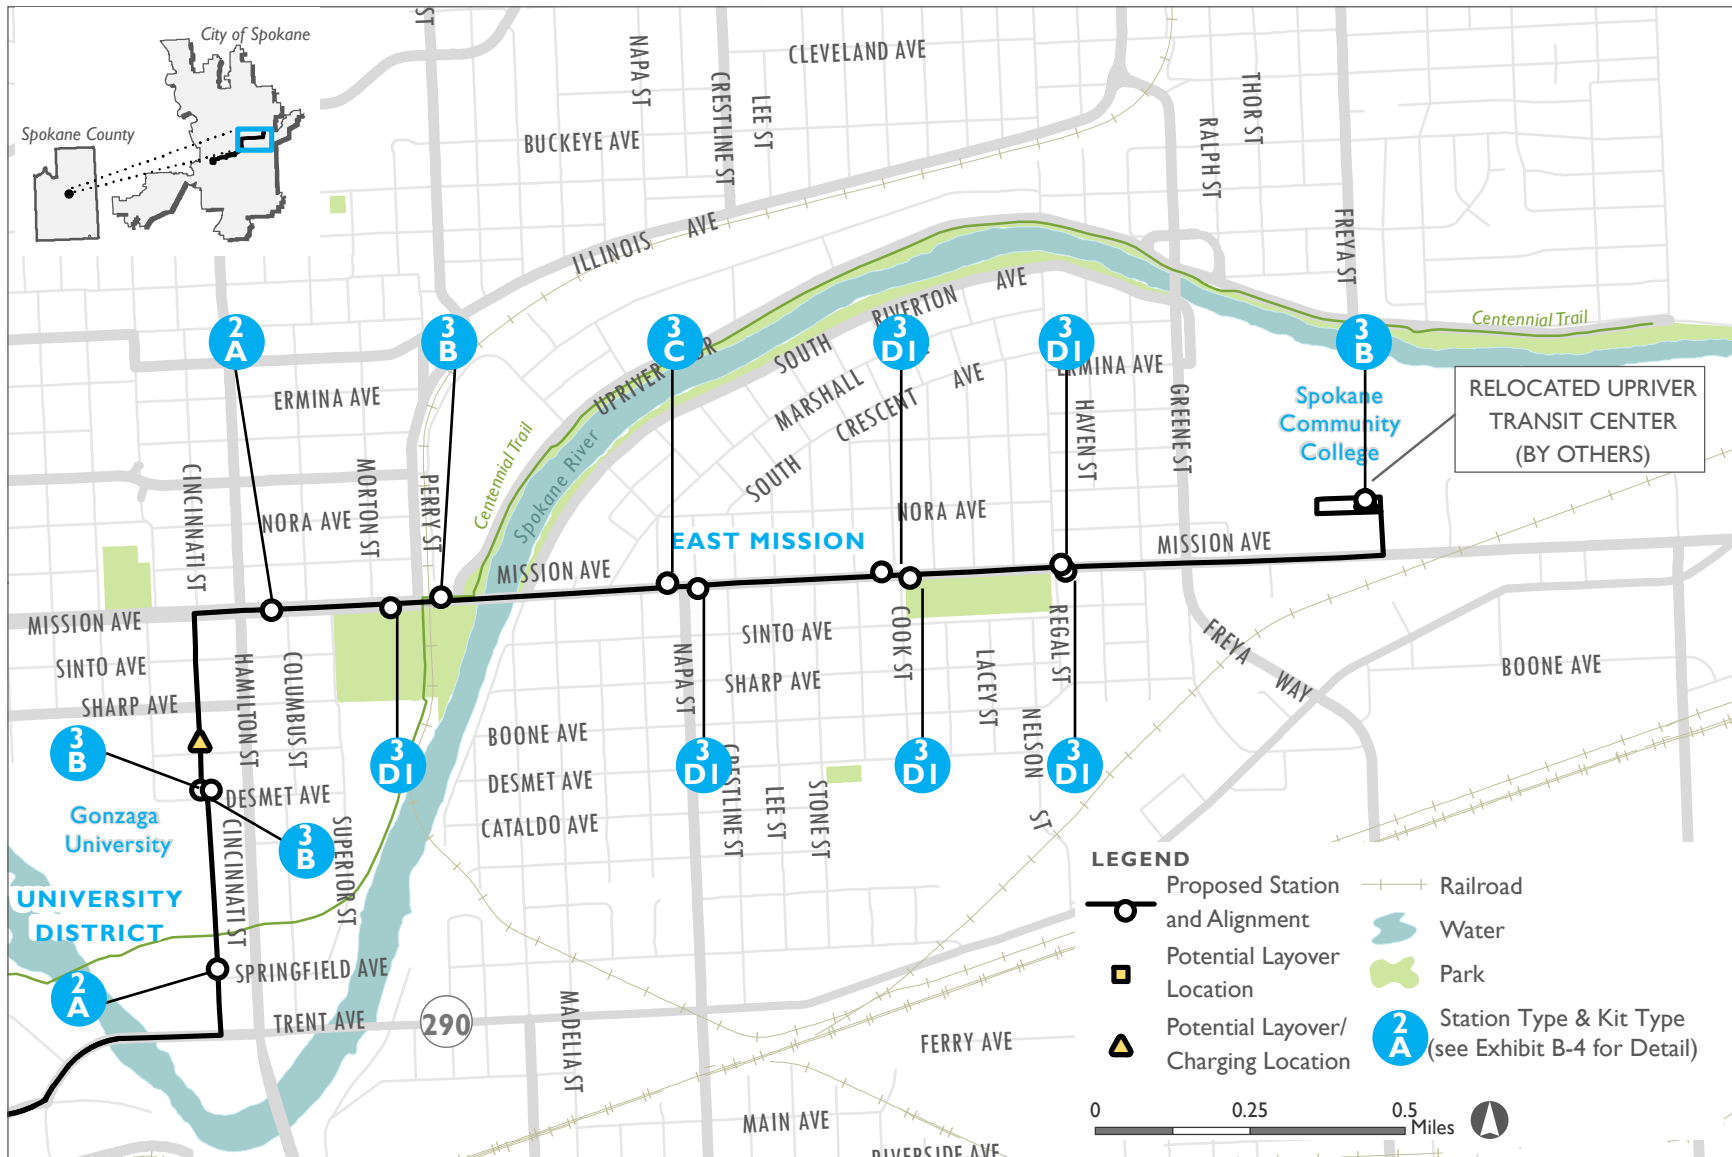 City of Spokane
Spokane County
ST
NAPA ST
CRESTLINE ST
LEE ST
CLEVELAND AVE
BUCKEYE AVE
THOR ST
RALPH ST
FREYA ST
ILLINOIS AVE
2
A
3
B
3
C
3
D1
3
D1
3
B
Centennial Trail
UPRIVER DR
SOUTH RIVERTON AVE
MARSHALL
SOUTH CRESCENT AVE
ERMINA AVE
ERMINA AVE
Spokane
Community
College
RELOCATED UPRIVER
TRANSIT CENTER
(BY OTHERS)
CINCINNATI ST
MORTON ST
PERRY ST
NORA AVE
Centennial Trail
Spokane River
HAVEN ST
GREENE ST
NORA AVE
EAST MISSION
MISSION AVE
MISSION AVE
MISSION AVE
SINTO AVE
SHARP AVE
HAMILTON ST
COLUMBUS ST
SINTO AVE
SHARP AVE
NAPA ST
COOK ST
LACEY ST
REGAL ST
NELSON ST
FREYA WAY
BOONE AVE
3
B
3
D1
3
D1
3
D1
3
D1
BOONE AVE
DESMET AVE
CATALDO AVE
CRESTLINE ST
LEE ST
STONE ST
DESMET AVE
Gonzaga
University
3
B
CINCINNATI ST
SUPERIOR ST
UNIVERSITY
DISTRICT
SPRINGFIELD AVE
2
A
TRENT AVE
290
MADELIA ST
FERRY AVE
MAIN AVE
RIVERSIDE AVE
LEGEND
Proposed Station
and Alignment
Potential Layover
Location
Potential Layover/
Charging Location
Railroad
Water
Park
2
A
Station Type & Kit Type
(see Exhibit B-4 for Detail)
0 0.25 0.5
Miles